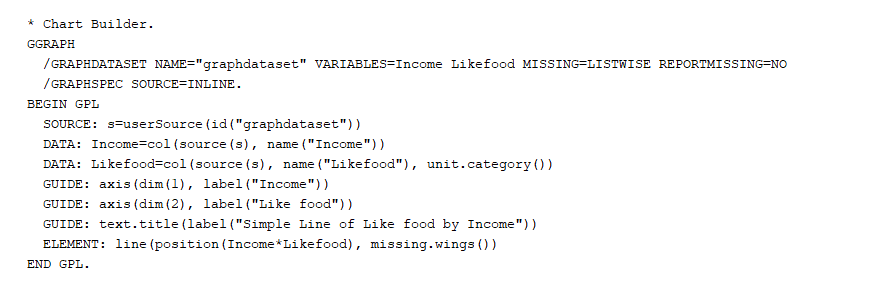 * Chart Builder.
GGRAPH
  /GRAPHDATASET NAME="graphdataset" VARIABLES=Income Likefood MISSING=LISTWISE REPORTMISSING=NO
  /GRAPHSPEC SOURCE=INLINE.
BEGIN GPL
  SOURCE: s=userSource(id("graphdataset"))
  DATA: Income=col(source(s), name("Income"))
  DATA: Likefood=col(source(s), name("Likefood"), unit.category())
  GUIDE: axis(dim(1), label("Income"))
  GUIDE: axis(dim(2), label("Like food"))
  GUIDE: text.title(label("Simple Line of Like food by Income"))
  ELEMENT: line(position(Income*Likefood), missing.wings())
END GPL.